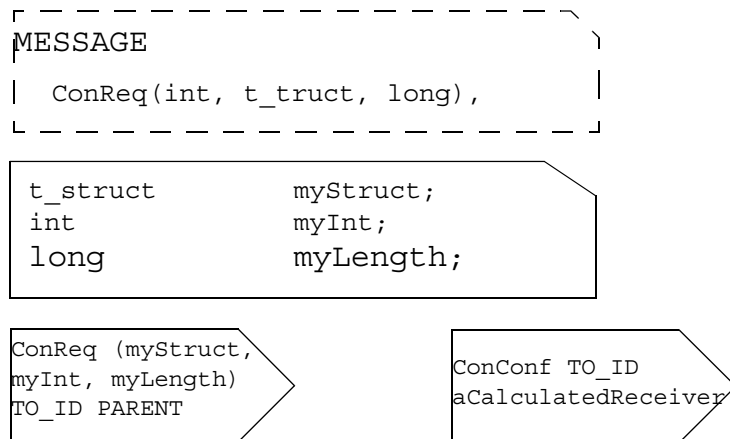 MESSAGE
ConReq(int, t_truct, long),
t_struct myStruct;
int myInt;
long myLength;
ConReq (myStruct,
myInt, myLength)
TO_ID PARENT
ConConf TO_ID
aCalculatedReceiver